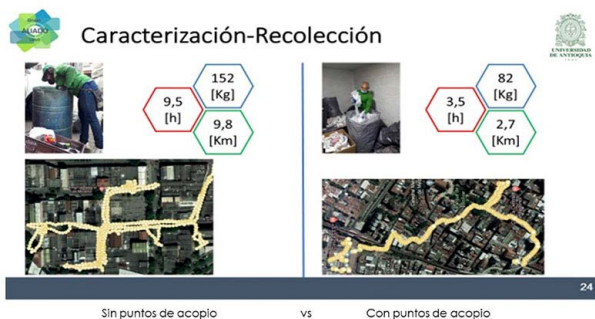 ALIADO
Caracterización-Recolección
UNIVERSIDAD
DE ANTIOQUIA
9,5
[h]
152
[Kg]
9,8
[Km]
3,5
[h]
82
[Kg]
2,7
[Km]
24
Sin puntos de acopio vs Con puntos de acopio